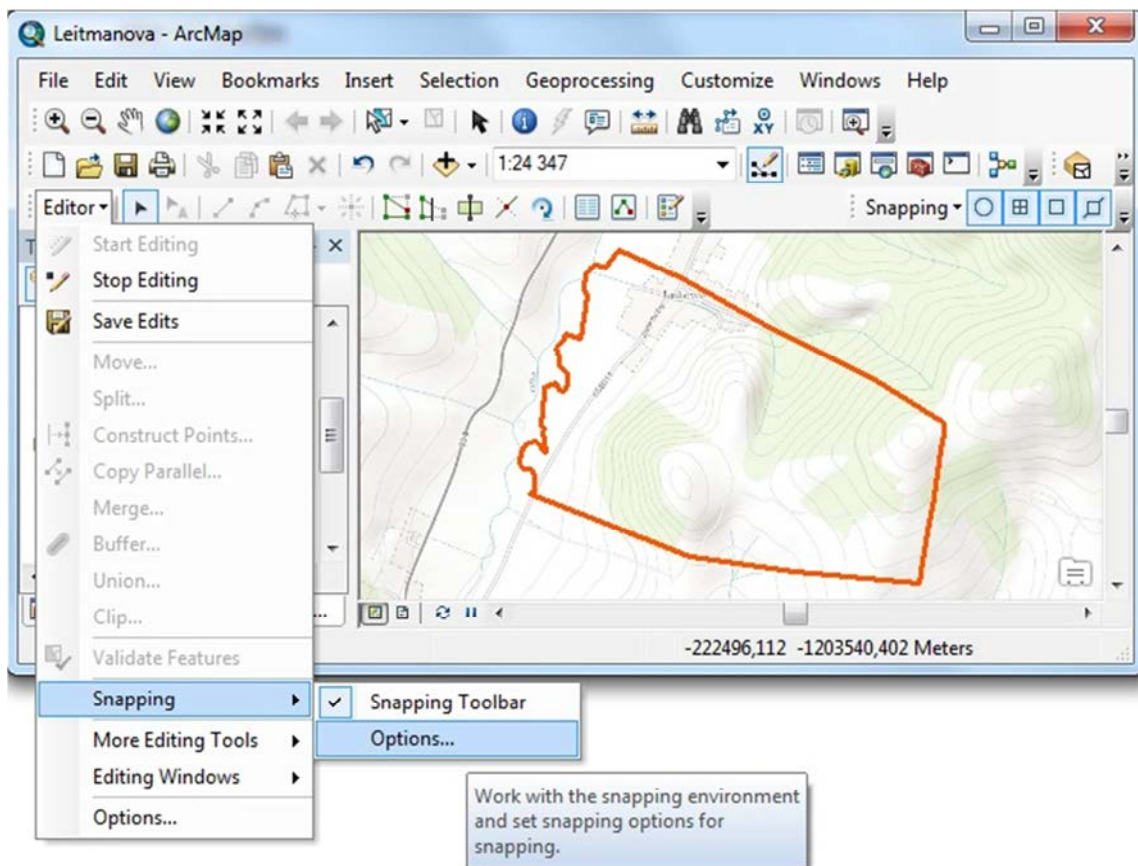 Leitmanova - ArcMap
File Edit View Bookmarks Insert Selection Geoprocessing Customize Windows Help
XY
1:24 347
Editor
Snapping
T
Start Editing
Stop Editing
Save Edits
Move...
Split...
Construct Points...
Copy Parallel...
Merge...
Buffer...
Union...
Clip...
...
Validate Features
-222496,112 -1203540,402 Meters
Snapping
Snapping Toolbar
More Editing Tools
Options...
Editing Windows
Options...
Work with the snapping environment
and set snapping options for
snapping.